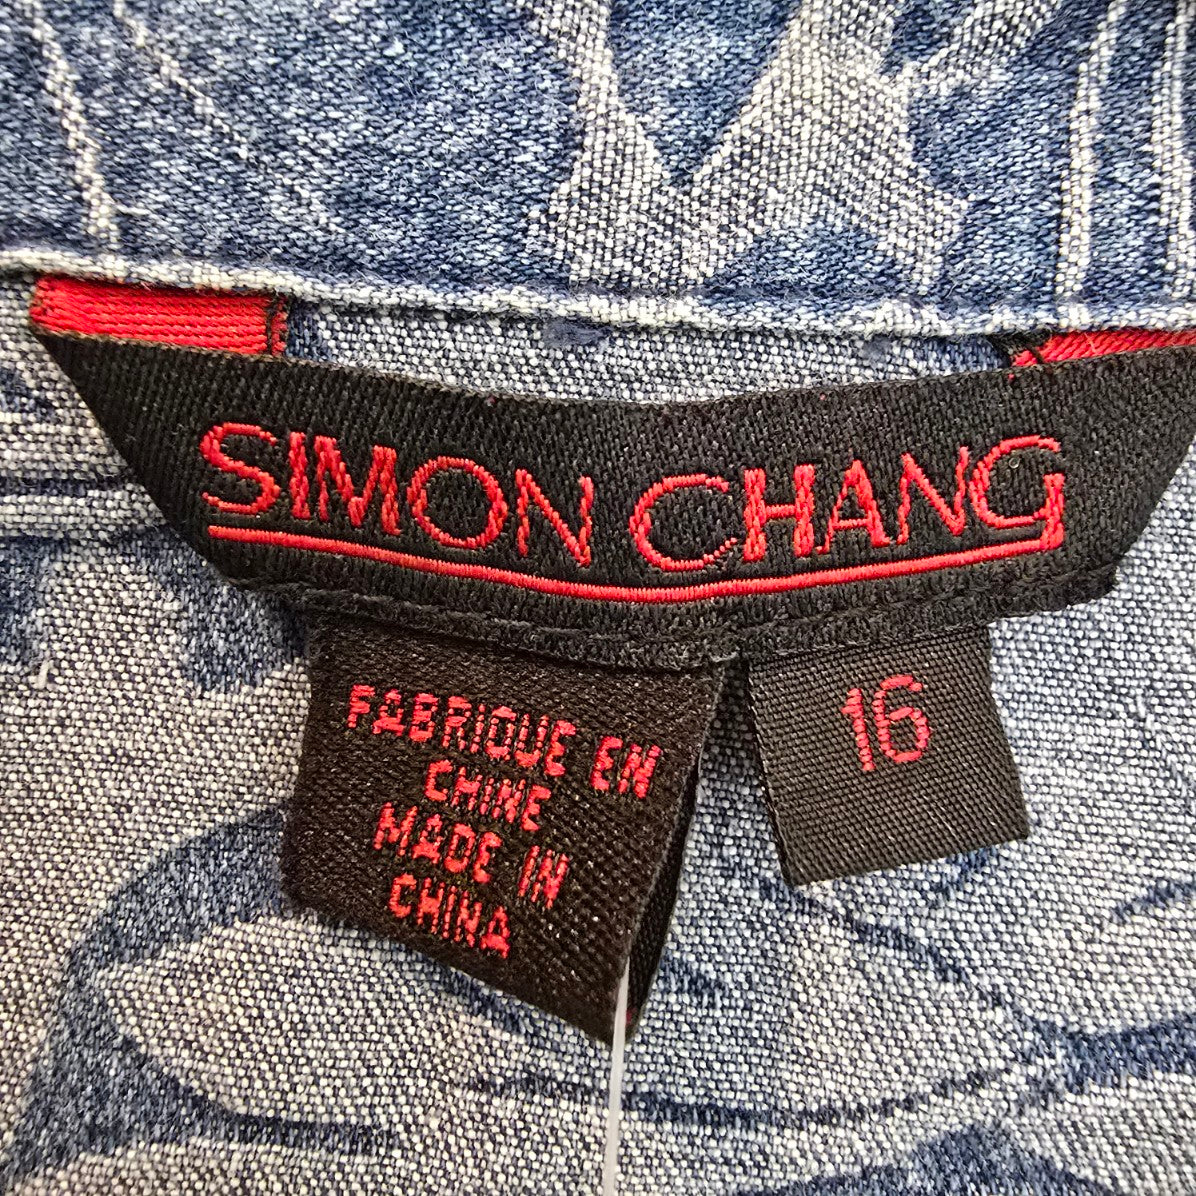 SIMON CHANG
FABRIQUE EN
CHINE
MADE IN
CHINA
16